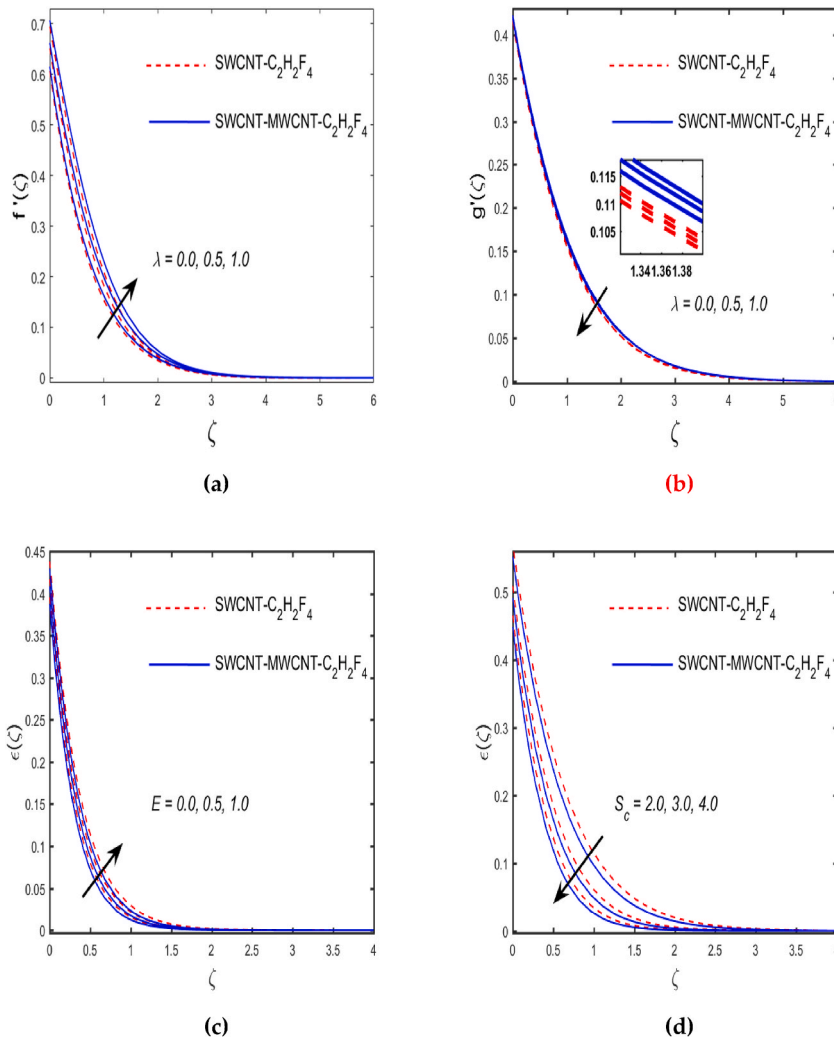 0.7
0.6
0.5
0.4
0.3
0.2
0.1
0
f '(ζ)
SWCNT-C₂H₂F₄
SWCNT-MWCNT-C₂H₂F₄
λ = 0.0, 0.5, 1.0
0 1 2 3 4 5 6
ζ
(a)
0.4
0.35
0.3
0.25
0.2
0.15
0.1
0.05
0
g'(ζ)
SWCNT-C₂H₂F₄
SWCNT-MWCNT-C₂H₂F₄
0.115
0.11
0.105
1.34 1.36 1.38
λ = 0.0, 0.5, 1.0
0 1 2 3 4 5
ζ
(b)
0.45
0.4
0.35
0.3
0.25
0.2
0.15
0.1
0.05
0
ϵ(ζ)
SWCNT-C₂H₂F₄
SWCNT-MWCNT-C₂H₂F₄
E = 0.0, 0.5, 1.0
0 0.5 1 1.5 2 2.5 3 3.5 4
ζ
(c)
0.5
0.4
0.3
0.2
0.1
0
ϵ(ζ)
SWCNT-C₂H₂F₄
SWCNT-MWCNT-C₂H₂F₄
S_c = 2.0, 3.0, 4.0
0 0.5 1 1.5 2 2.5 3 3.5
ζ
(d)